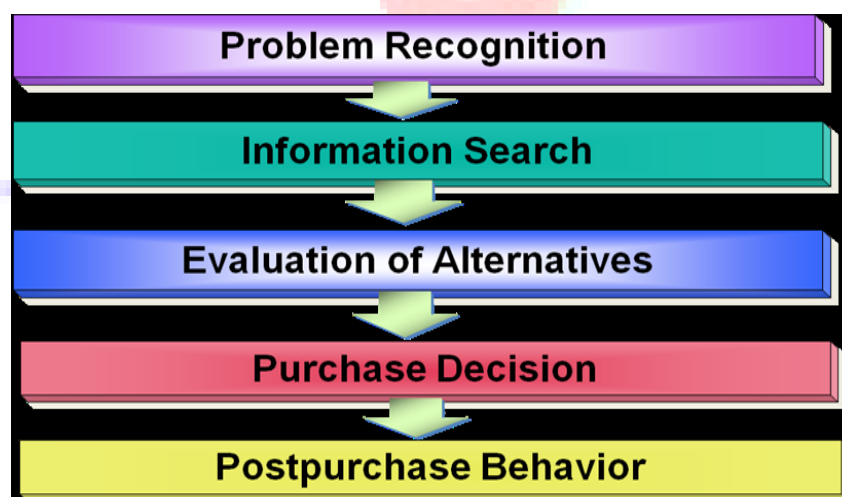 Problem Recognition
Information Search
Evaluation of Alternatives
Purchase Decision
Postpurchase Behavior